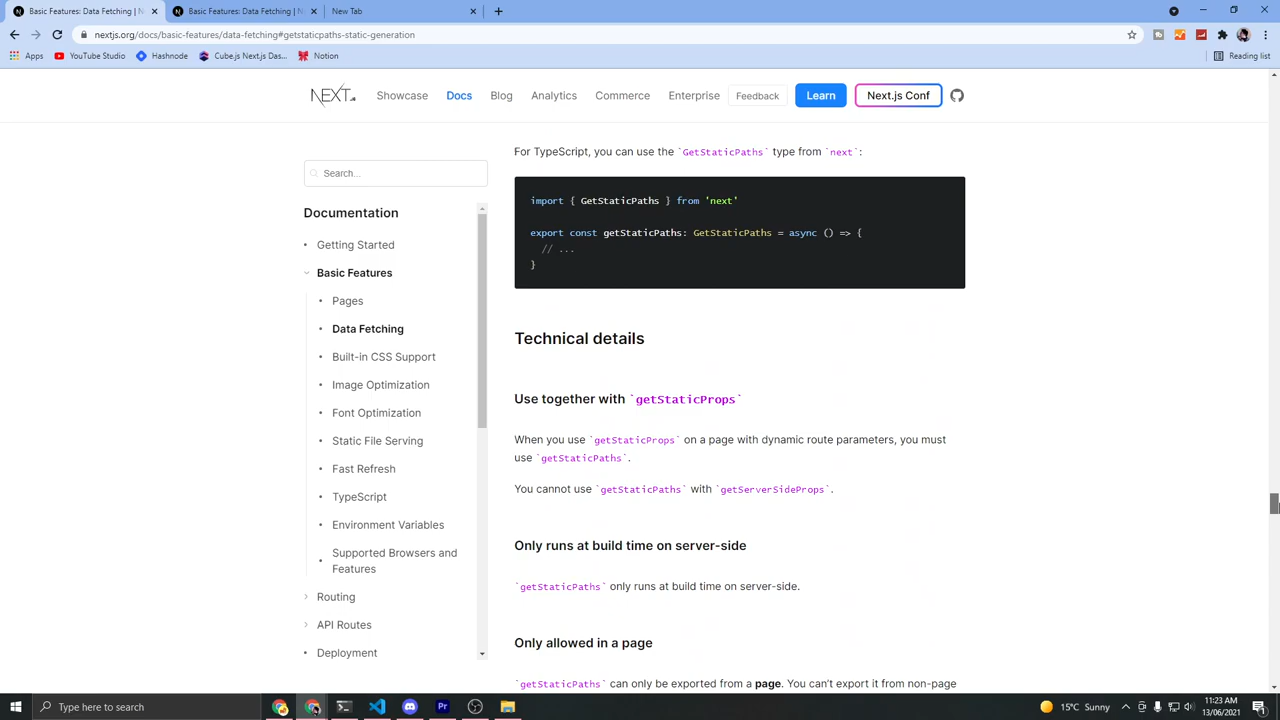 Basic Features: Data Fetching | N
Basic Features: Data Fetching | N
New Tab
nextjs.org/docs/basic-features/data-fetching#getstaticpaths-static-generation
Apps
YouTube Studio
Hashnode
Cube.js Next.js Das...
Notion
Reading list
NEXT.js
Showcase
Docs
Blog
Analytics
Commerce
Enterprise
Feedback
Learn
Next.js Conf
Search...
Documentation
Getting Started
Basic Features
Pages
Data Fetching
Built-in CSS Support
Image Optimization
Font Optimization
Static File Serving
Fast Refresh
TypeScript
Environment Variables
Supported Browsers and
Features
Routing
API Routes
Deployment
For TypeScript, you can use the `GetStaticPaths` type from `next`:
import { GetStaticPaths } from 'next'
export const getStaticPaths: GetStaticPaths = async () => {
// ...
}
Technical details
Use together with `getStaticProps`
When you use `getStaticProps` on a page with dynamic route parameters, you must
use `getStaticPaths`.
You cannot use `getStaticPaths` with `getServerSideProps`.
Only runs at build time on server-side
`getStaticPaths` only runs at build time on server-side.
Only allowed in a page
`getStaticPaths` can only be exported from a page. You can't export it from non-page
Type here to search
Pr
15°C Sunny
11:23 AM
13/06/2021